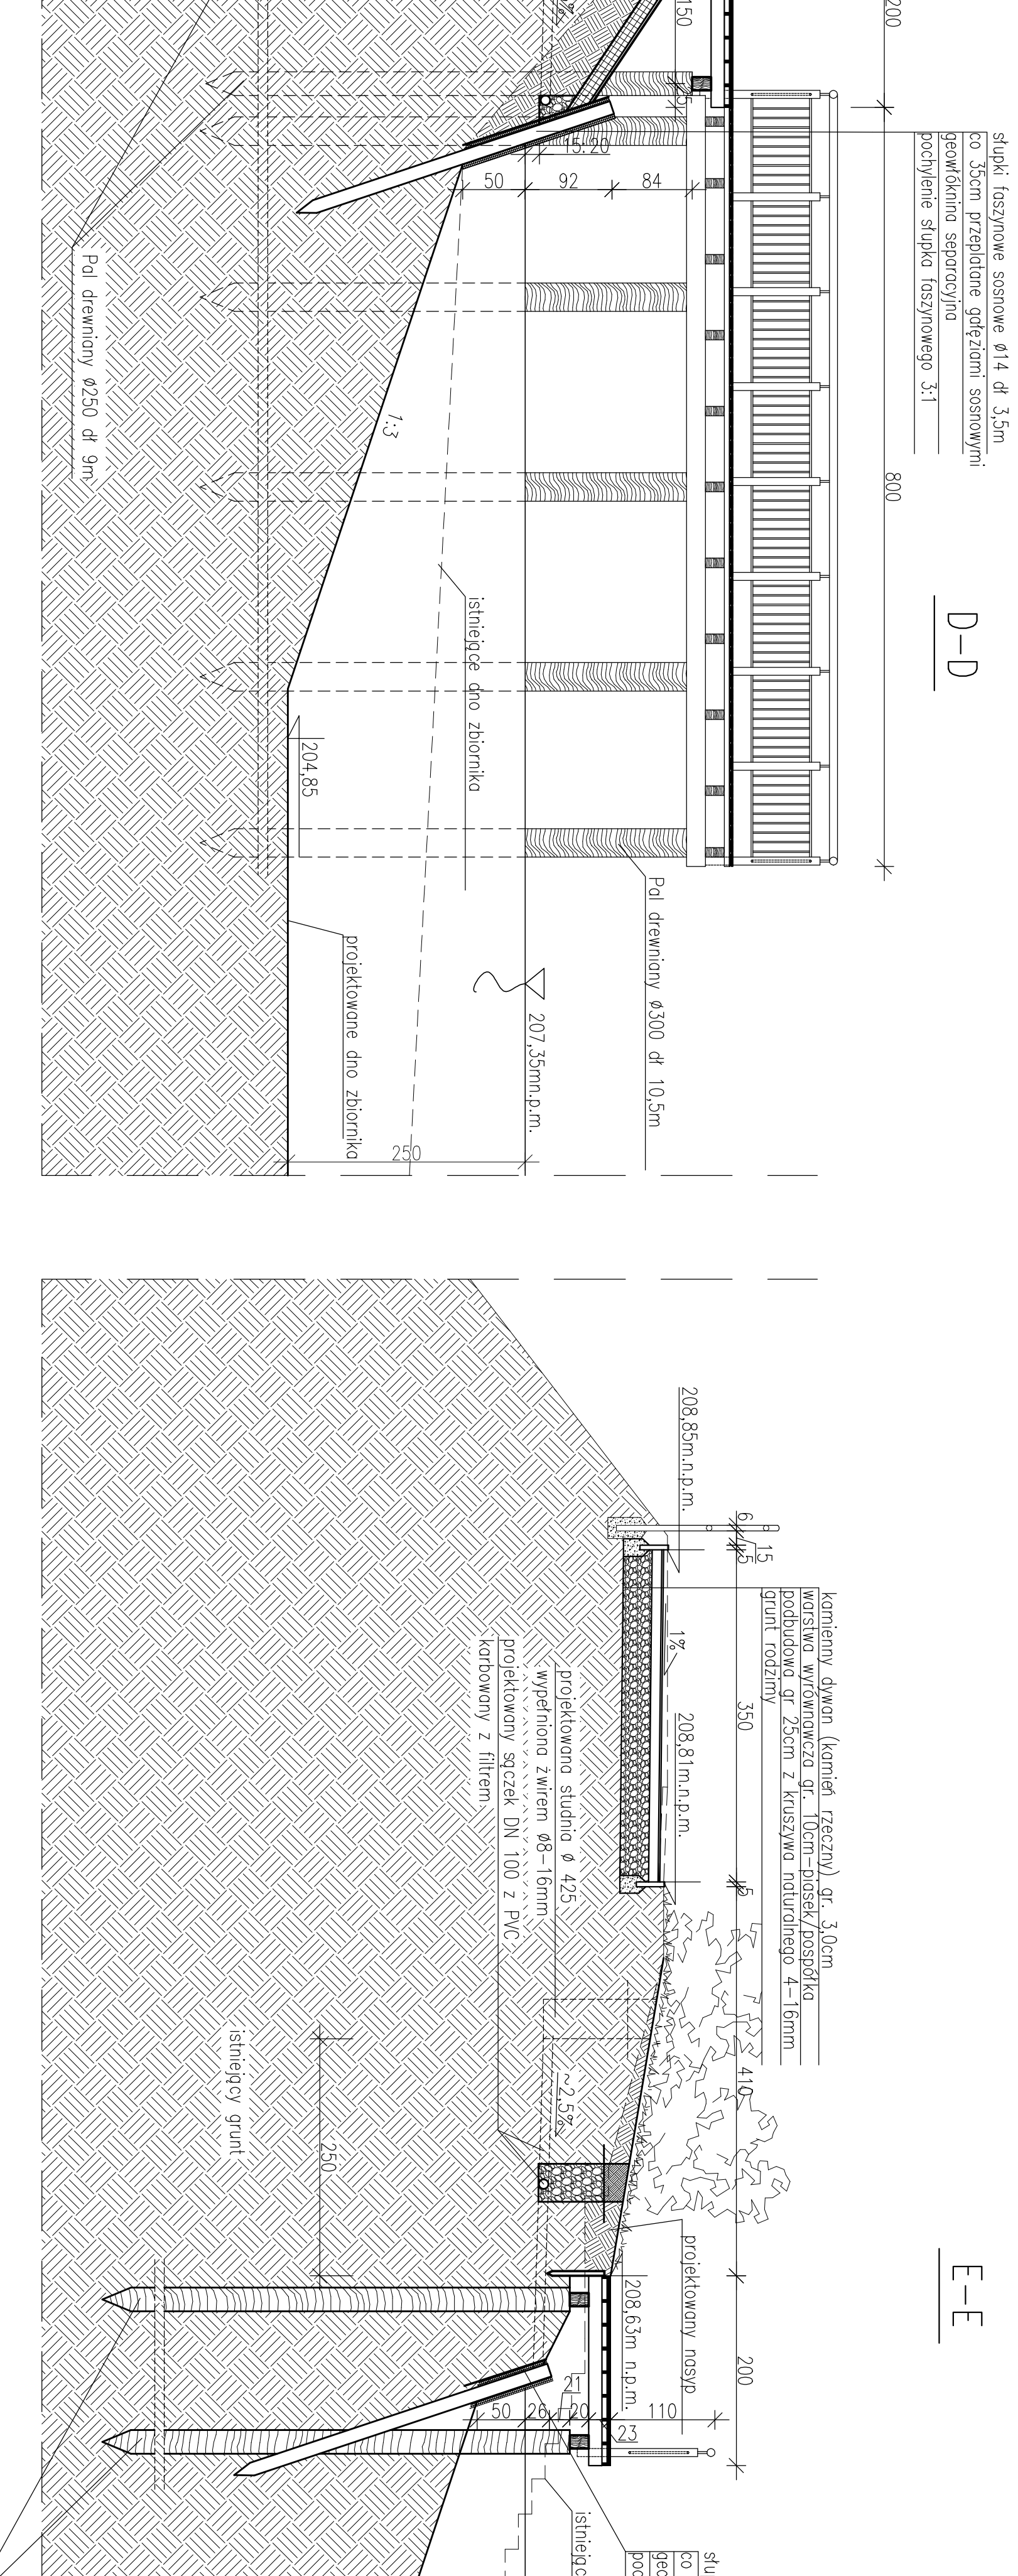 D-D
200
800
słupki faszynowe sosnowe ø14 dł 3,5m
co 35cm przeplatane gałęziami sosnowymi
geowłóknina separacyjna
pochylenie słupka faszynowego 3:1
150
15
15:20
50
92
84
1:3
Pal drewniany ø250 dł 9m
istniejące dno zbiornika
204,85
Pal drewniany ø300 dł 10,5m
207,35mn.p.m.
projektowane dno zbiornika
250
E-E
208,85m.n.p.m.
6
15
5
350
5
410
200
kamienny dywan (kamień rzeczny) gr. 3,0cm
warstwa wyrównawcza gr. 10cm-piasek/pospółka
podbudowa gr 25cm z kruszywa naturalnego 4-16mm
grunt rodzimy
1%
208,81m.n.p.m.
projektowana studnia ø 425
wypełniona żwirem ø8-16mm
projektowany sączek DN 100 z PVC
karbowany z filtrem
~2,5%
istniejący grunt
250
projektowany nasyp
208,63m n.p.m.
21
50
26
20
110
23